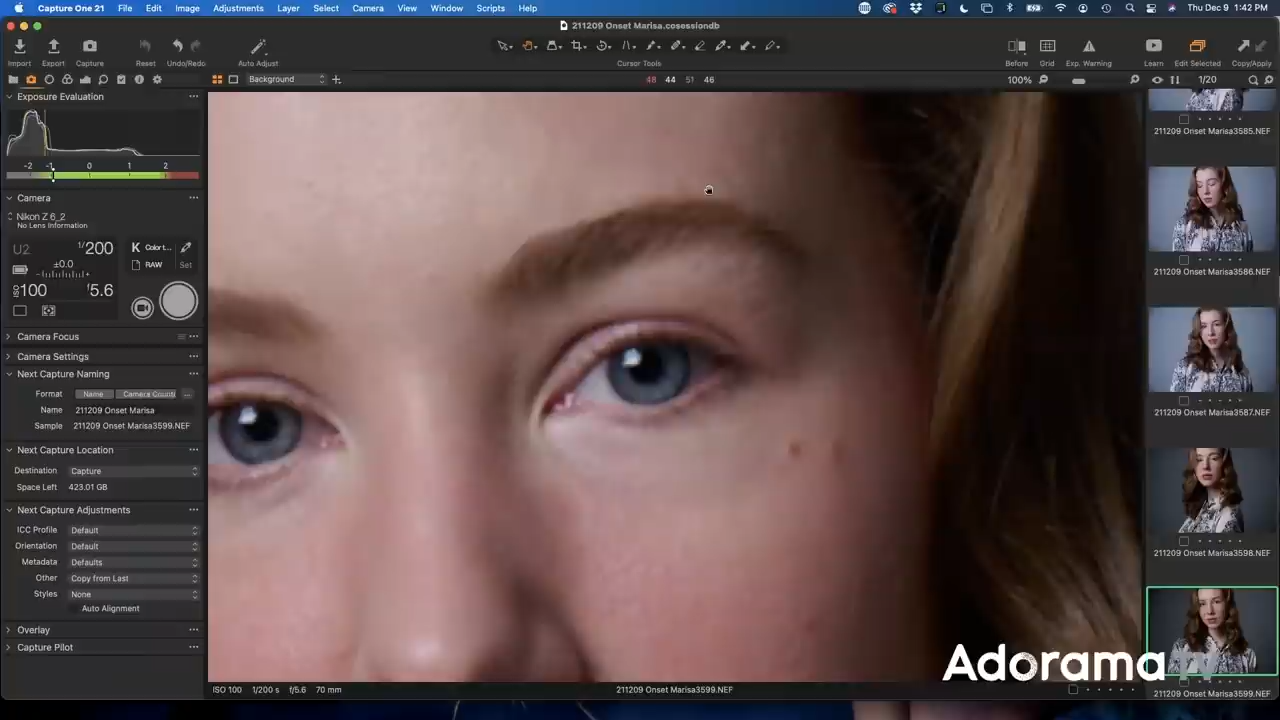 Capture One 21 File Edit Image Adjustments Layer Select Camera View Window Scripts Help Thu Dec 9 1:42 PM
211209 Onset Marisa.cosessiondb
Import Export Capture Reset Undo/Redo Auto Adjust Cursor Tools Before Grid Exp. Warning Learn Edit Selected Copy/Apply
Background 48 44 51 46 100% 1/20
Exposure Evaluation
-2 -1 0 1 2
Camera
Nikon Z 6_2
No Lens Information
U2 1/200 K Color t...
±0.0 RAW Set
ISO 100 f5.6
Camera Focus
Camera Settings
Next Capture Naming
Format Name Camera Count
Name 211209 Onset Marisa
Sample 211209 Onset Marisa3599.NEF
Next Capture Location
Destination Capture
Space Left 423.01 GB
Next Capture Adjustments
ICC Profile Default
Orientation Default
Metadata Defaults
Other Copy from Last
Styles None
Auto Alignment
Overlay
Capture Pilot
211209 Onset Marisa3585.NEF
211209 Onset Marisa3586.NEF
211209 Onset Marisa3587.NEF
211209 Onset Marisa3598.NEF
211209 Onset Marisa3599.NEF
Adorama
ISO 100 1/200 s f/5.6 70 mm 211209 Onset Marisa3599.NEF